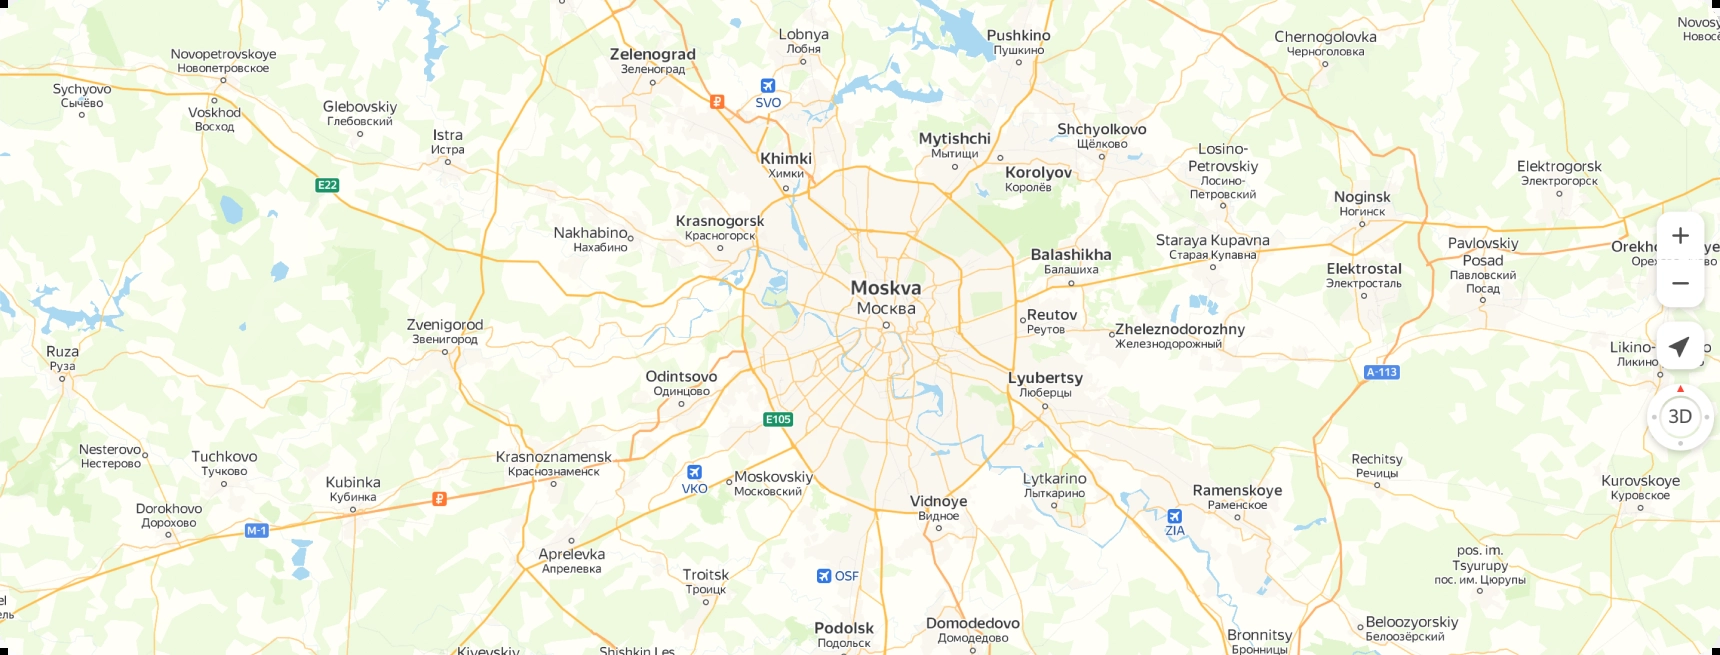 Lobnya
Лобня
Pushkino
Пушкино
Chernogolovka
Черноголовка
Novopetrovskoye
Новопетровское
Zelenograd
Зеленоград
Sychyovo
Сычёво
SVO
Voskhod
Восход
Glebovskiy
Глебовский
Istra
Истра
Khimki
Химки
Mytishchi
Мытищи
Shchyolkovo
Щёлково
Korolyov
Королёв
Losino-
Petrovskiy
Лосино-
Петровский
Elektrogorsk
Электрогорск
E22
Noginsk
Ногинск
Krasnogorsk
Красногорск
Nakhabino
Нахабино
Balashikha
Балашиха
Staraya Kupavna
Старая Купавна
Elektrostal
Электросталь
Pavlovskiy
Posad
Павловский
Посад
+
−
Moskva
Москва
Reutov
Реутов
Zheleznodorozhny
Железнодорожный
Zvenigorod
Звенигород
Ruza
Руза
A-113
Odintsovo
Одинцово
Lyubertsy
Люберцы
3D
E105
Nesterovo
Нестерово
Tuchkovo
Тучково
Krasnoznamensk
Краснознаменск
Kubinka
Кубинка
₽
₽
VKO
Moskovskiy
Московский
Lytkarino
Лыткарино
Rechitsy
Речицы
Ramenskoye
Раменское
Kurovskoye
Куровское
Dorokhovo
Дорохово
M-1
Vidnoye
Видное
ZIA
Aprelevka
Апрелевка
Troitsk
Троицк
OSF
pos. im.
Tsyurupy
пос. им. Цюрупы
Podolsk
Подольск
Domodedovo
Домодедово
Bronnitsy
Бронницы
Beloozyorskiy
Белоозёрский
Kiyevskiy
Shishkin Les